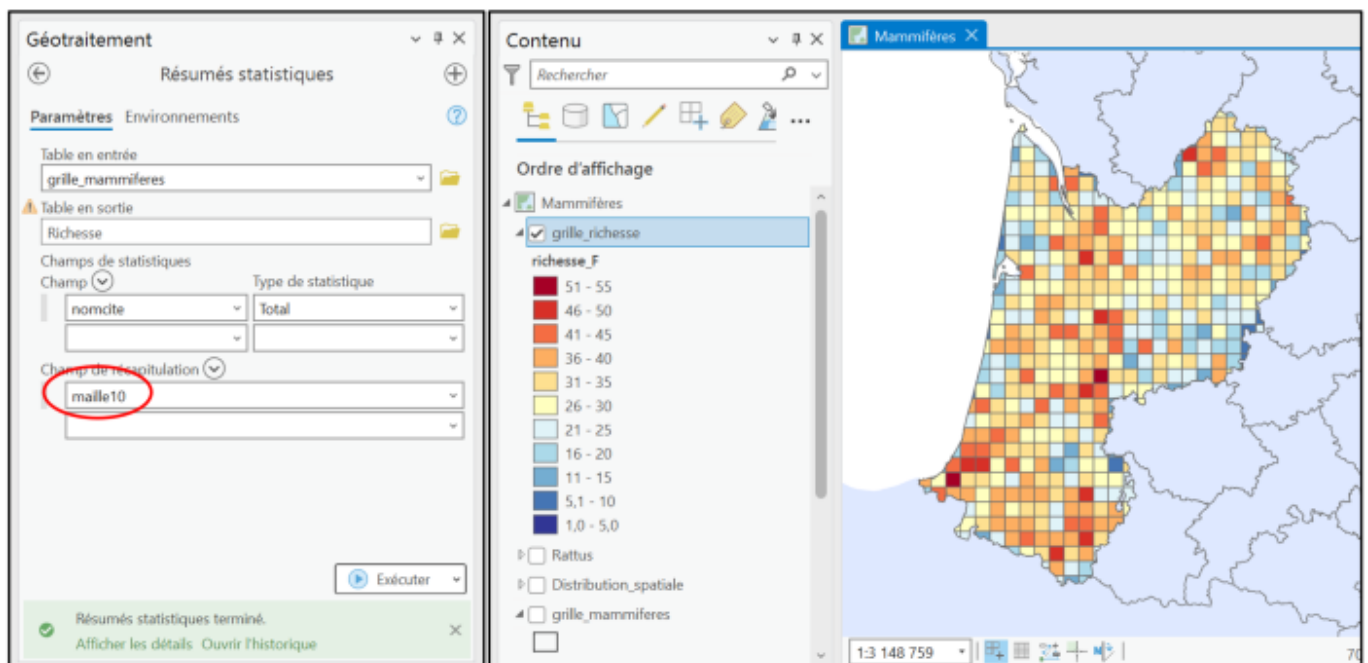 Géotraitement
Résumés statistiques
Paramètres Environnements
Table en entrée
grille_mammiferes
Table en sortie
Richesse
Champs de statistiques
Champ Type de statistique
nomcite Total
Champ de récapitulation
maille10
Exécuter
Résumés statistiques terminé.
Afficher les détails Ouvrir l'historique
Contenu
Rechercher
Ordre d'affichage
Mammifères
grille_richesse
richesse_F
51 - 55
46 - 50
41 - 45
36 - 40
31 - 35
26 - 30
21 - 25
16 - 20
11 - 15
5,1 - 10
1,0 - 5,0
Rattus
Distribution_spatiale
grille_mammiferes
Mammifères
1:3 148 759